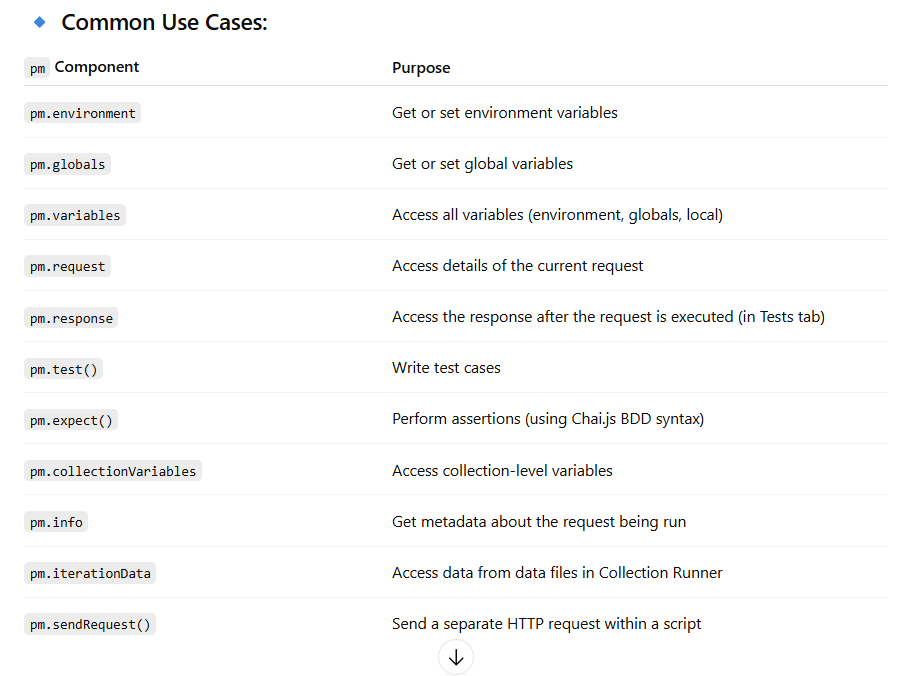 Common Use Cases:
pm Component Purpose
pm.environment Get or set environment variables
pm.globals Get or set global variables
pm.variables Access all variables (environment, globals, local)
pm.request Access details of the current request
pm.response Access the response after the request is executed (in Tests tab)
pm.test() Write test cases
pm.expect() Perform assertions (using Chai.js BDD syntax)
pm.collectionVariables Access collection-level variables
pm.info Get metadata about the request being run
pm.iterationData Access data from data files in Collection Runner
pm.sendRequest() Send a separate HTTP request within a script